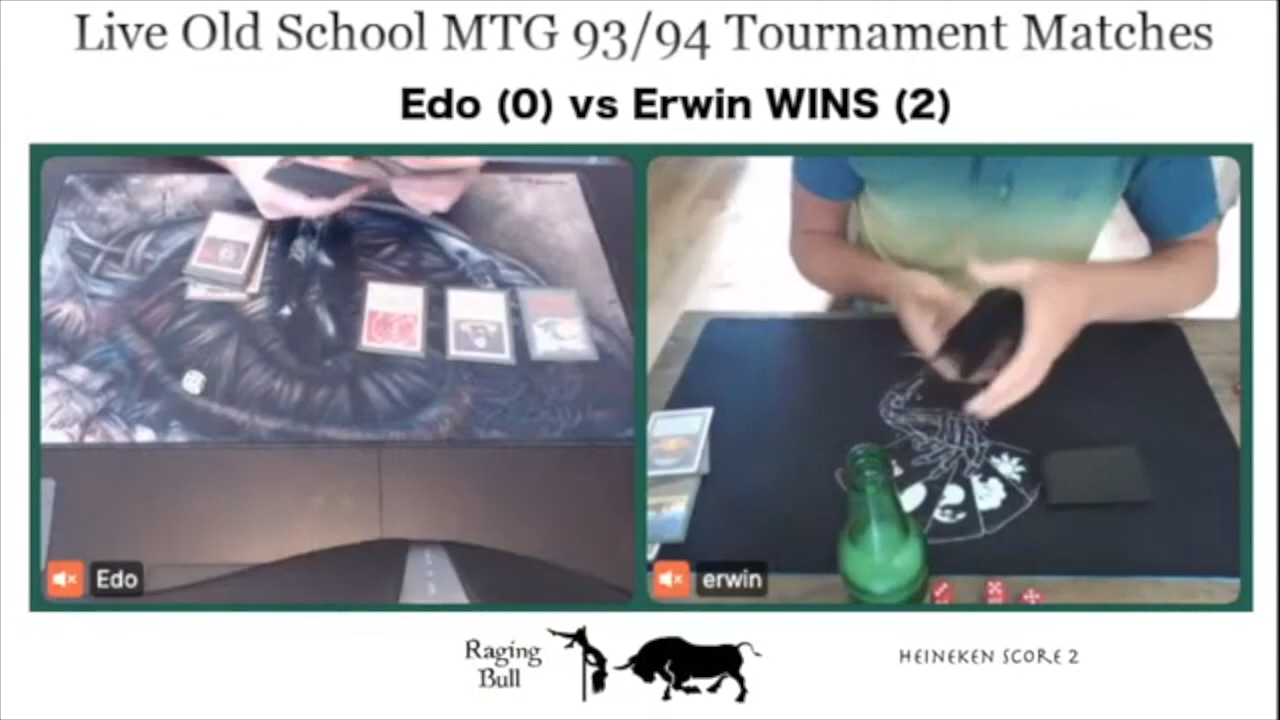 Live Old School MTG 93/94 Tournament Matches
Edo (0) vs Erwin WINS (2)
Edo
erwin
Raging
Bull
HEINEKEN SCORE 2